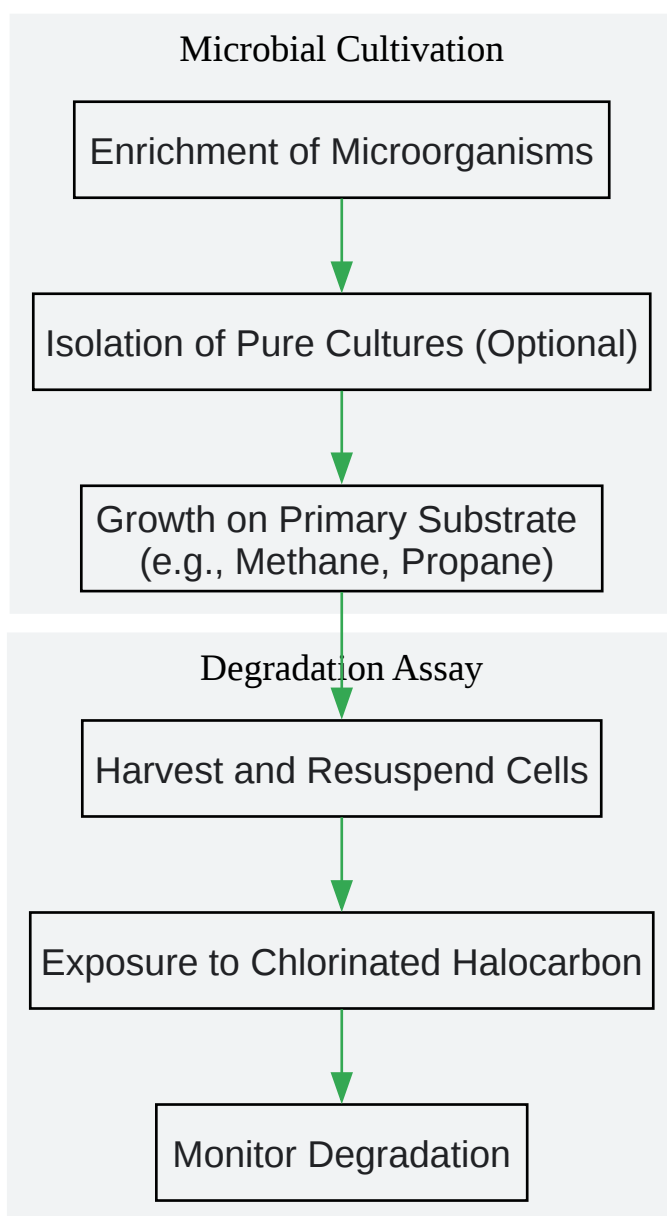 Microbial Cultivation
Enrichment of Microorganisms
Isolation of Pure Cultures (Optional)
Growth on Primary Substrate
(e.g., Methane, Propane)
Degradation Assay
Harvest and Resuspend Cells
Exposure to Chlorinated Halocarbon
Monitor Degradation